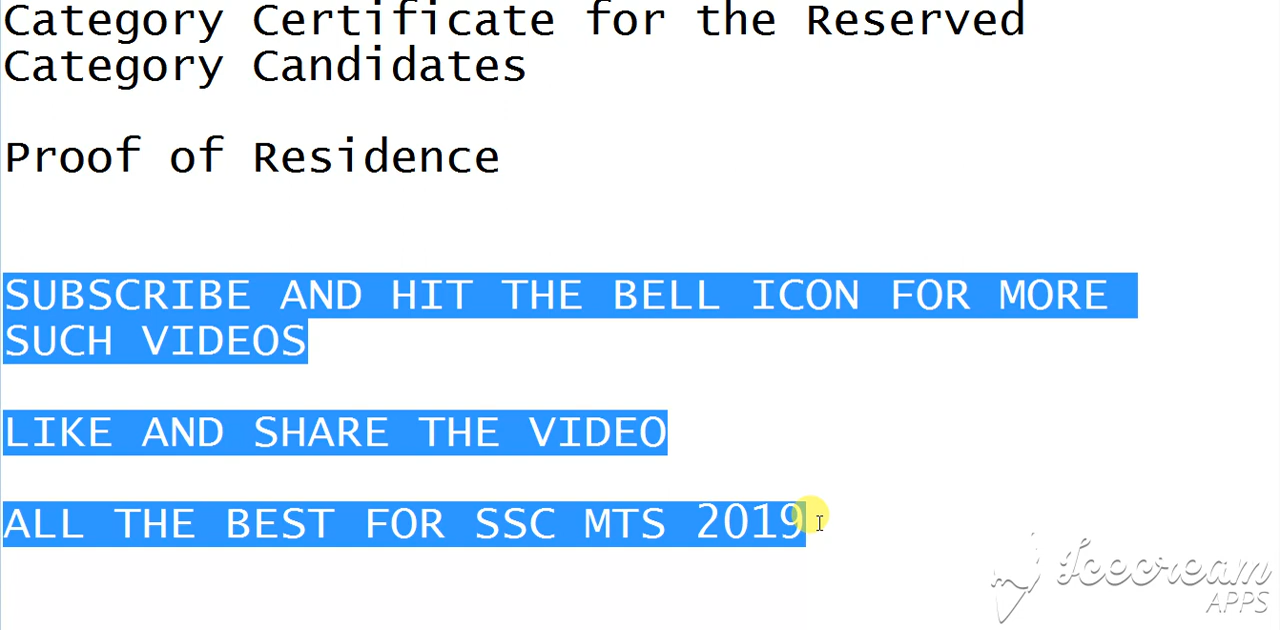 Category Certificate for the Reserved
Category Candidates
Proof of Residence
SUBSCRIBE AND HIT THE BELL ICON FOR MORE
SUCH VIDEOS
LIKE AND SHARE THE VIDEO
ALL THE BEST FOR SSC MTS 2019
Icecream
APPS